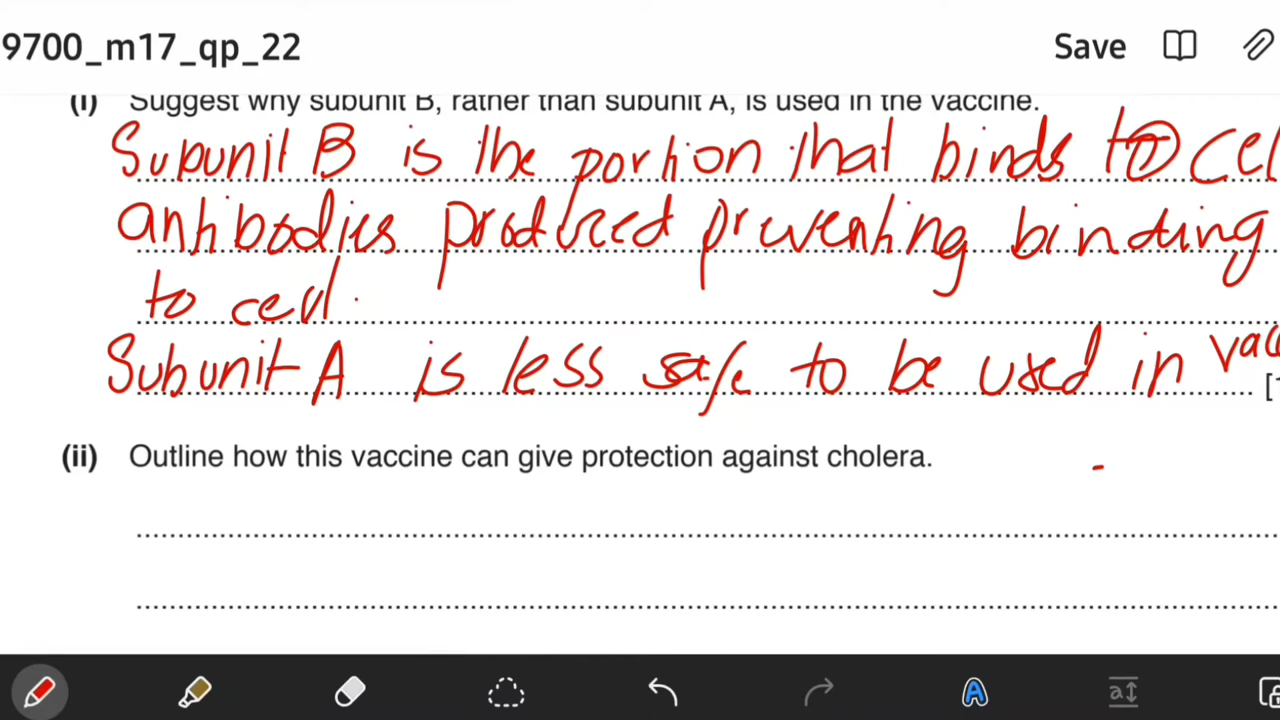 9700_m17_qp_22
Save
(i) Suggest why subunit B, rather than subunit A, is used in the vaccine.
Subunit B is the portion that binds to cel
antibodies produced preventing binding
to cell.
Subunit A is less safe to be used in vacc
[1
(ii) Outline how this vaccine can give protection against cholera.
A
a